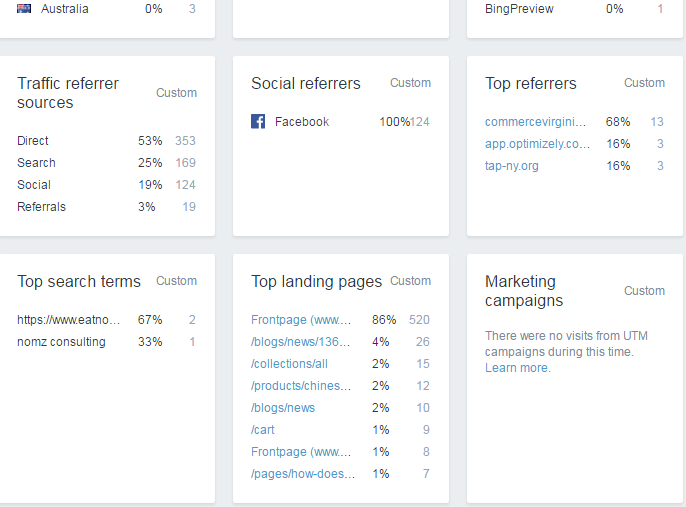 Australia 0% 3
BingPreview 0% 1
Traffic referrer
sources
Custom
Direct 53% 353
Search 25% 169
Social 19% 124
Referrals 3% 19
Social referrers Custom
Facebook 100%124
Top referrers Custom
commercevirgini... 68% 13
app.optimizely.co... 16% 3
tap-ny.org 16% 3
Top search terms Custom
https://www.eatno... 67% 2
nomz consulting 33% 1
Top landing pages Custom
Frontpage (www.... 86% 520
/blogs/news/136... 4% 26
/collections/all 2% 15
/products/chines... 2% 12
/blogs/news 2% 10
/cart 1% 9
Frontpage (www.... 1% 8
/pages/how-does... 1% 7
Marketing
campaigns
Custom
There were no visits from UTM
campaigns during this time.
Learn more.